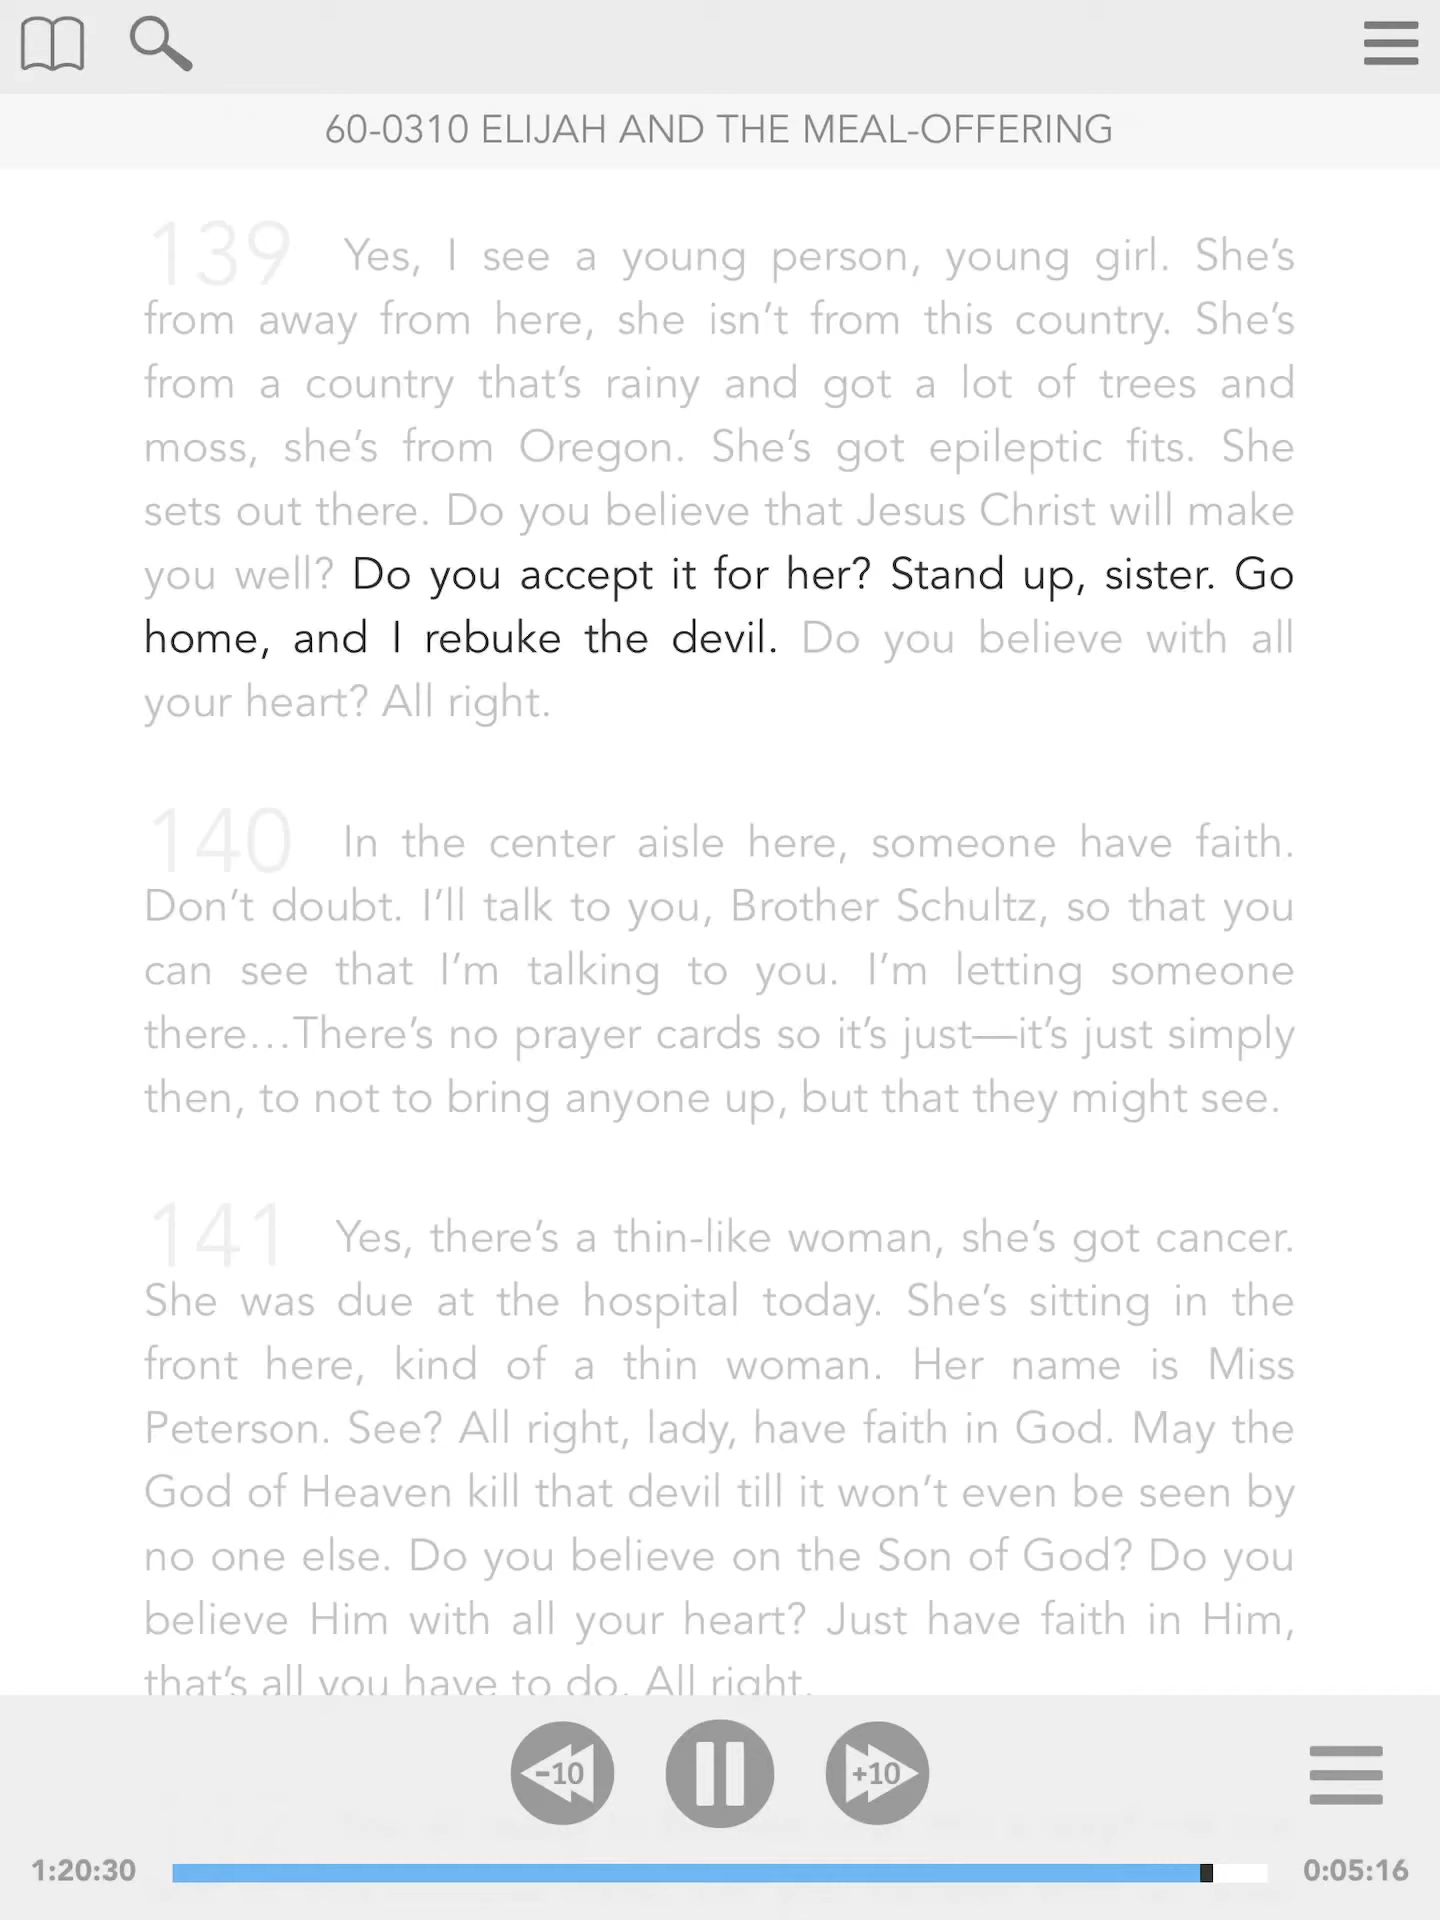 60-0310 ELIJAH AND THE MEAL-OFFERING
139 Yes, I see a young person, young girl. She’s
from away from here, she isn’t from this country. She’s
from a country that’s rainy and got a lot of trees and
moss, she’s from Oregon. She’s got epileptic fits. She
sets out there. Do you believe that Jesus Christ will make
you well? Do you accept it for her? Stand up, sister. Go
home, and I rebuke the devil. Do you believe with all
your heart? All right.
140 In the center aisle here, someone have faith.
Don’t doubt. I’ll talk to you, Brother Schultz, so that you
can see that I’m talking to you. I’m letting someone
there…There’s no prayer cards so it’s just—it’s just simply
then, to not to bring anyone up, but that they might see.
141 Yes, there’s a thin-like woman, she’s got cancer.
She was due at the hospital today. She’s sitting in the
front here, kind of a thin woman. Her name is Miss
Peterson. See? All right, lady, have faith in God. May the
God of Heaven kill that devil till it won’t even be seen by
no one else. Do you believe on the Son of God? Do you
believe Him with all your heart? Just have faith in Him,
that’s all you have to do. All right.
-10 +10
1:20:30 0:05:16